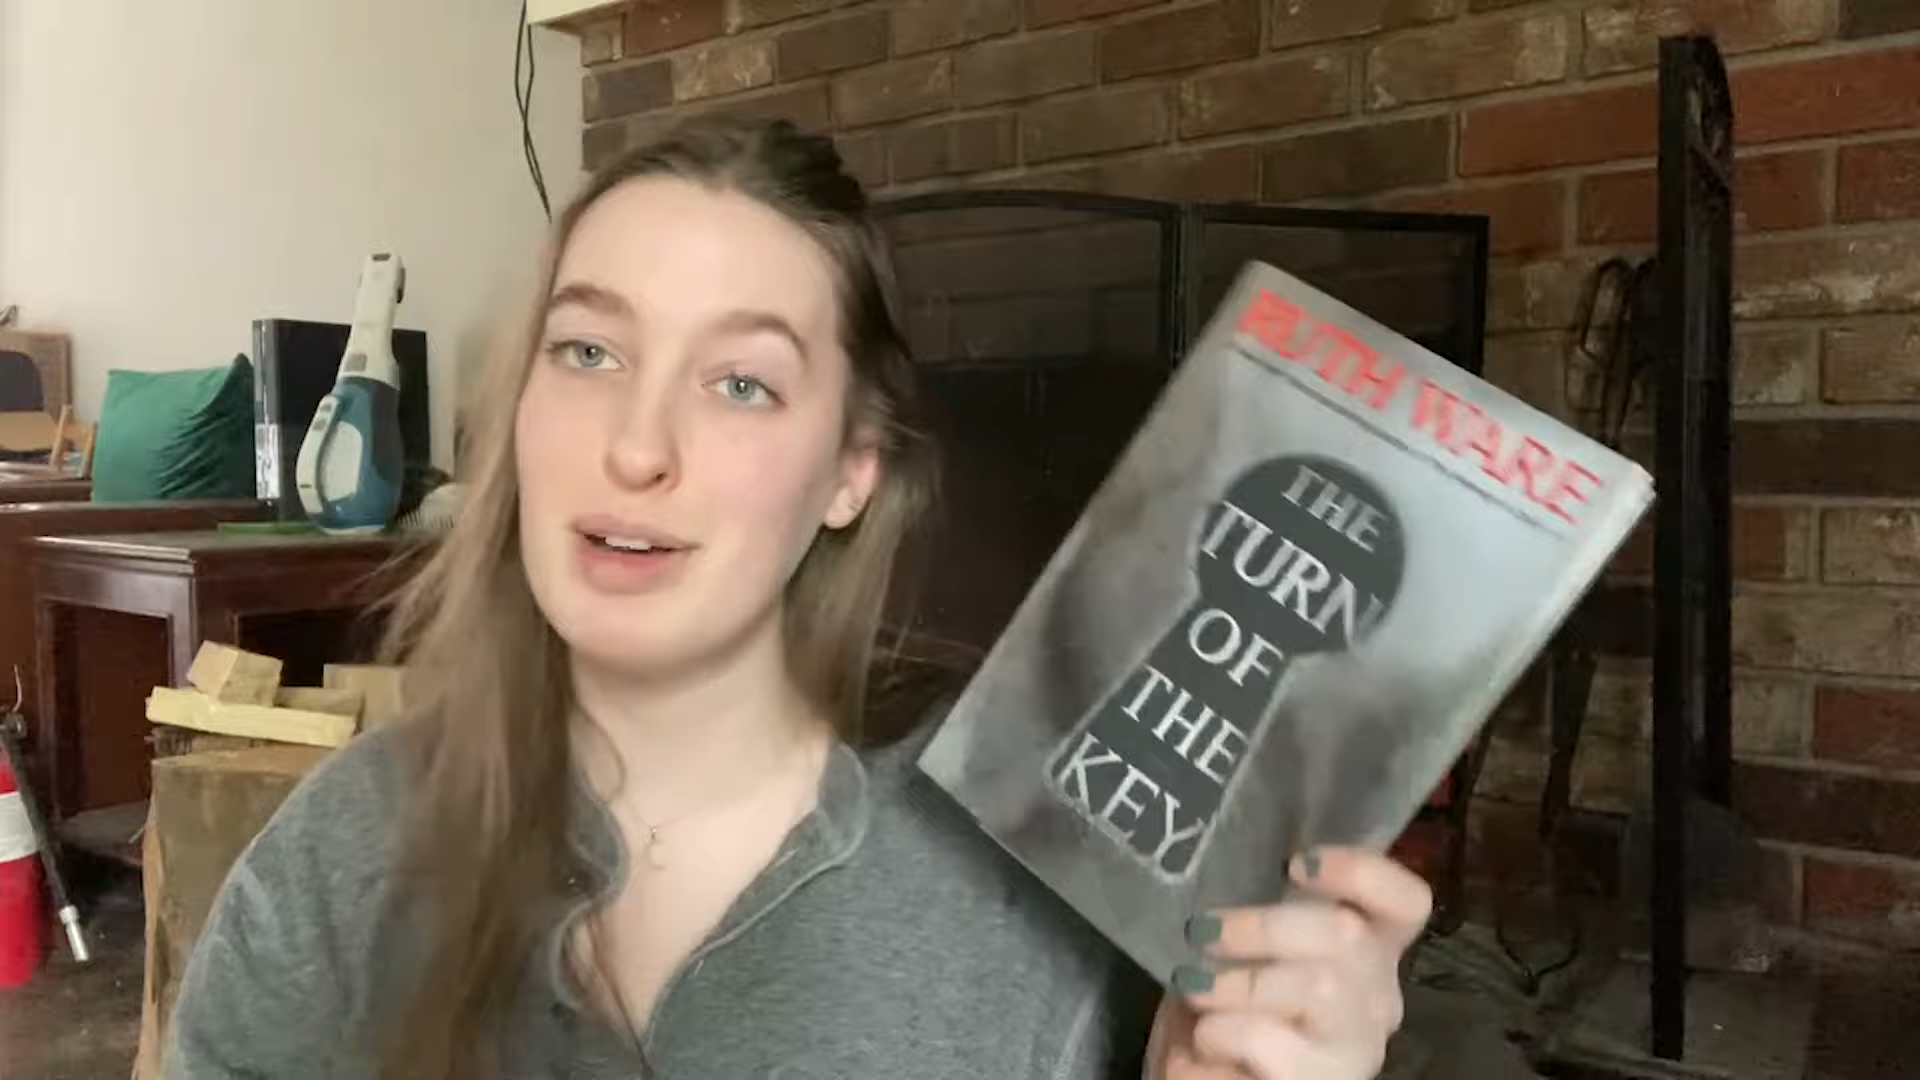 RUTH WARE
THE
TURN
OF
THE
KEY